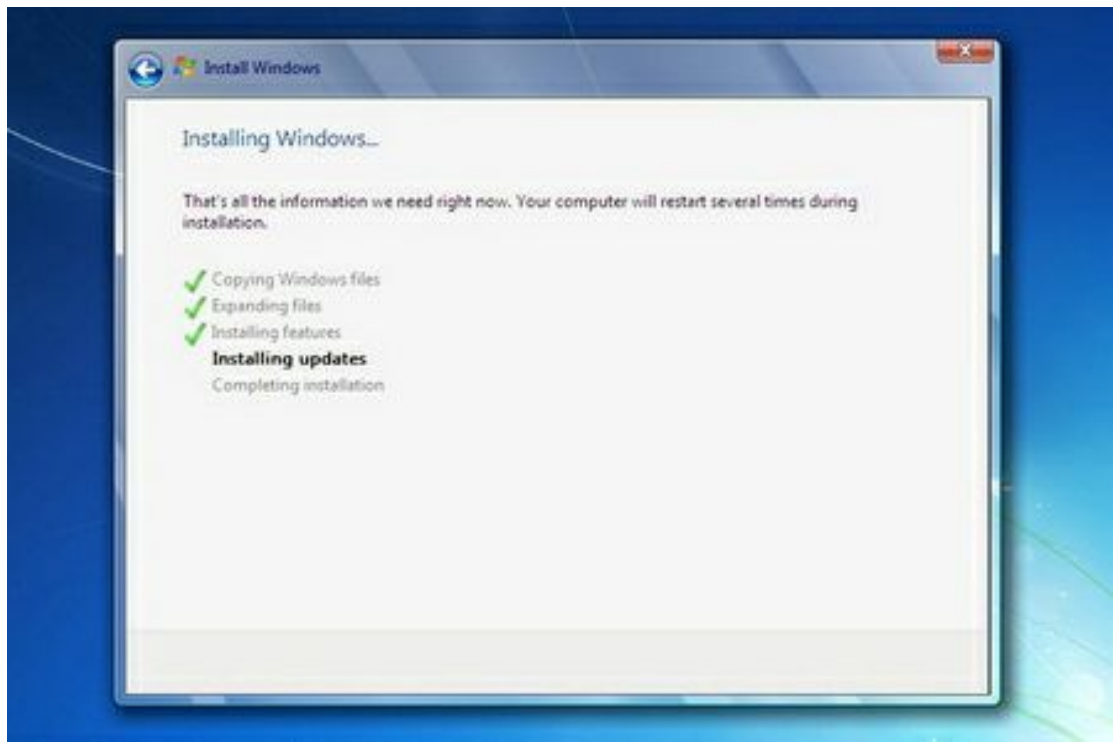 Install Windows
Installing Windows...
That's all the information we need right now. Your computer will restart several times during
installation.
Copying Windows files
Expanding files
Installing features
Installing updates
Completing installation